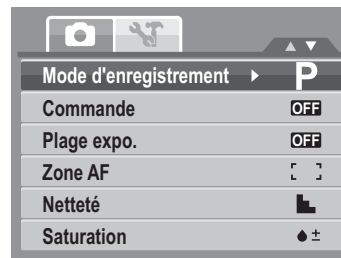 Mode d'enregistrement P
Commande OFF
Plage expo. OFF
Zone AF
Netteté
Saturation